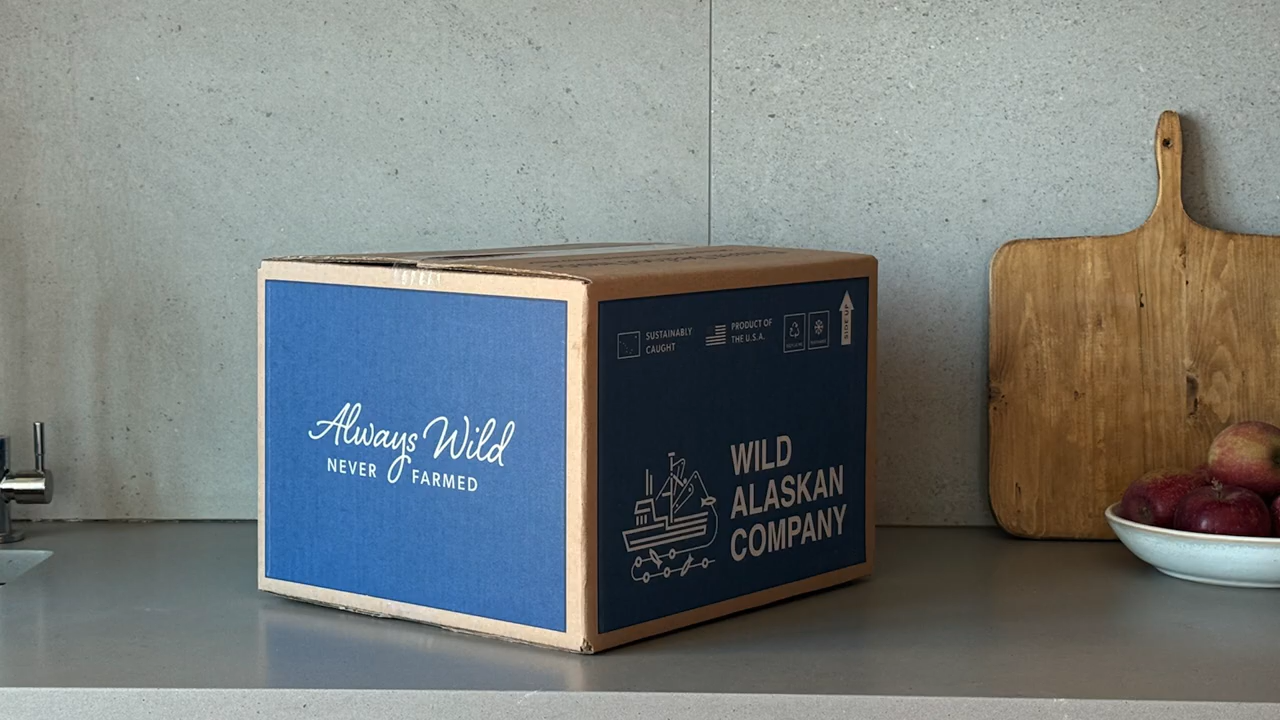 Always Wild
NEVER FARMED
SUSTAINABLY
CAUGHT
PRODUCT OF
THE U.S.A.
SIDE UP
WILD
ALASKAN
COMPANY